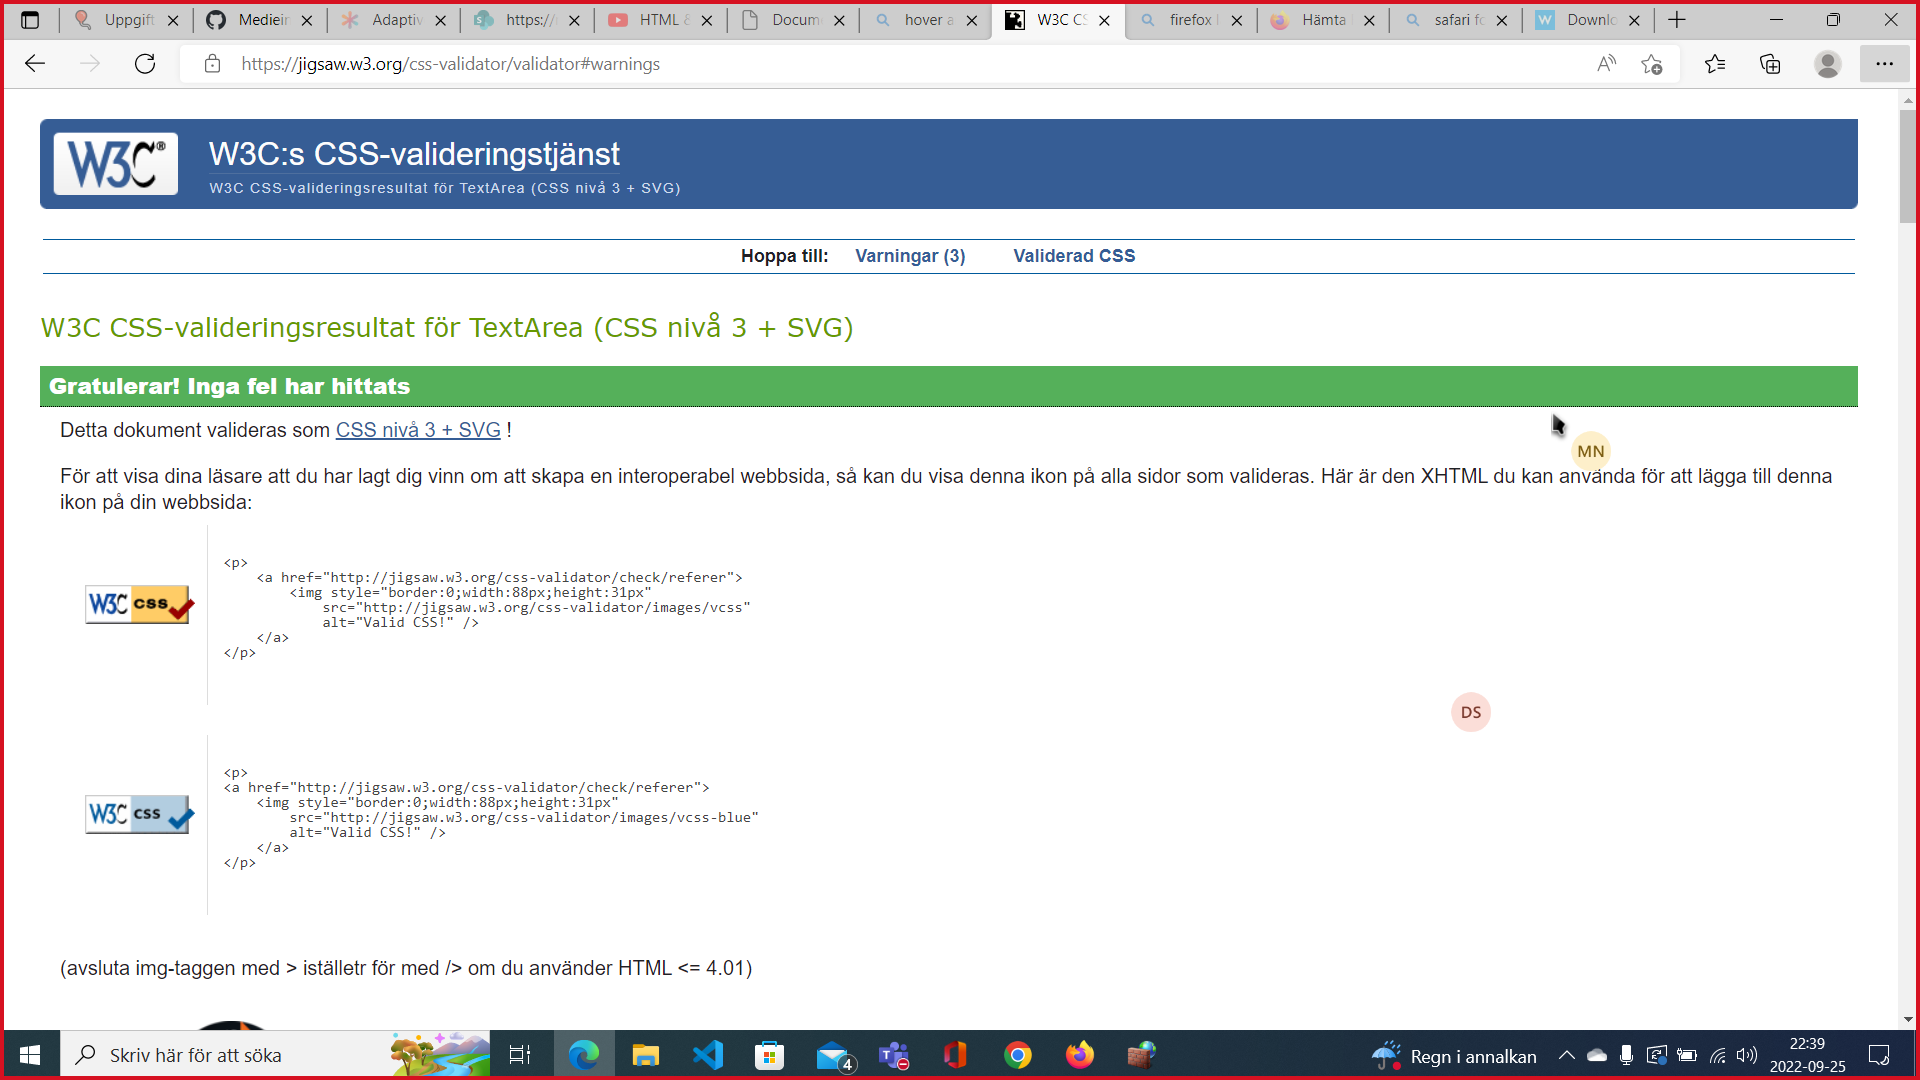 Uppgift
Mediein
Adaptiv
https://
HTML &
Docum
hover a
W3C CS
firefox
Hämta
safari fo
Downlo
https://jigsaw.w3.org/css-validator/validator#warnings
W3C®
W3C:s CSS-valideringstjänst
W3C CSS-valideringsresultat för TextArea (CSS nivå 3 + SVG)
Hoppa till: Varningar (3) Validerad CSS
W3C CSS-valideringsresultat för TextArea (CSS nivå 3 + SVG)
Gratulerar! Inga fel har hittats
Detta dokument valideras som CSS nivå 3 + SVG !
MN
För att visa dina läsare att du har lagt dig vinn om att skapa en interoperabel webbsida, så kan du visa denna ikon på alla sidor som valideras. Här är den XHTML du kan använda för att lägga till denna
ikon på din webbsida:
W3C css
<p>
<a href="http://jigsaw.w3.org/css-validator/check/referer">
<img style="border:0;width:88px;height:31px"
src="http://jigsaw.w3.org/css-validator/images/vcss"
alt="Valid CSS!" />
</a>
</p>
DS
W3C css
<p>
<a href="http://jigsaw.w3.org/css-validator/check/referer">
<img style="border:0;width:88px;height:31px"
src="http://jigsaw.w3.org/css-validator/images/vcss-blue"
alt="Valid CSS!" />
</a>
</p>
(avsluta img-taggen med > iställetr för med /> om du använder HTML <= 4.01)
Skriv här för att söka
4
Regn i annalkan
22:39
2022-09-25